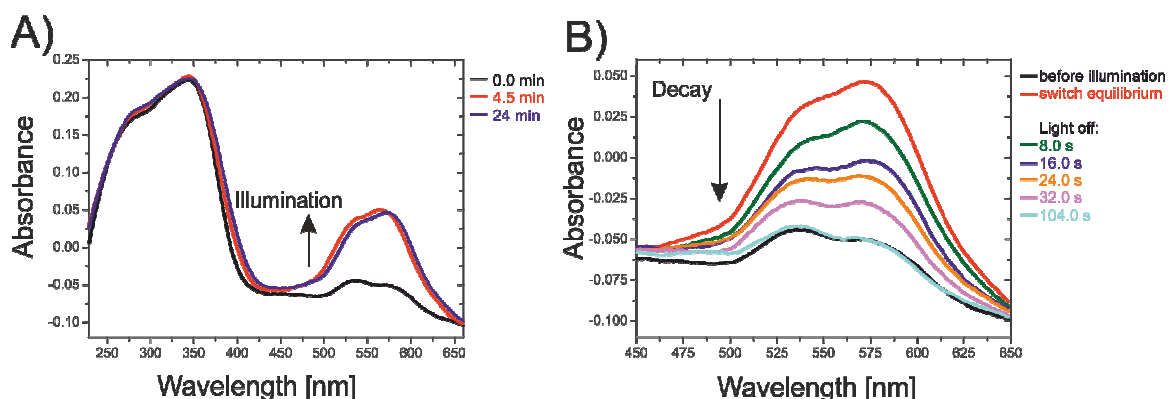 A)
0.25
0.20
0.15
0.10
0.05
0.00
-0.05
-0.10
Absorbance
250 300 350 400 450 500 550 600 650
Wavelength [nm]
Illumination
0.0 min
4.5 min
24 min
B)
0.050
0.025
0.000
-0.025
-0.050
-0.075
-0.100
Absorbance
450 475 500 525 550 575 600 625 650
Wavelength [nm]
Decay
before illumination
switch equilibrium
Light off:
8.0 s
16.0 s
24.0 s
32.0 s
104.0 s